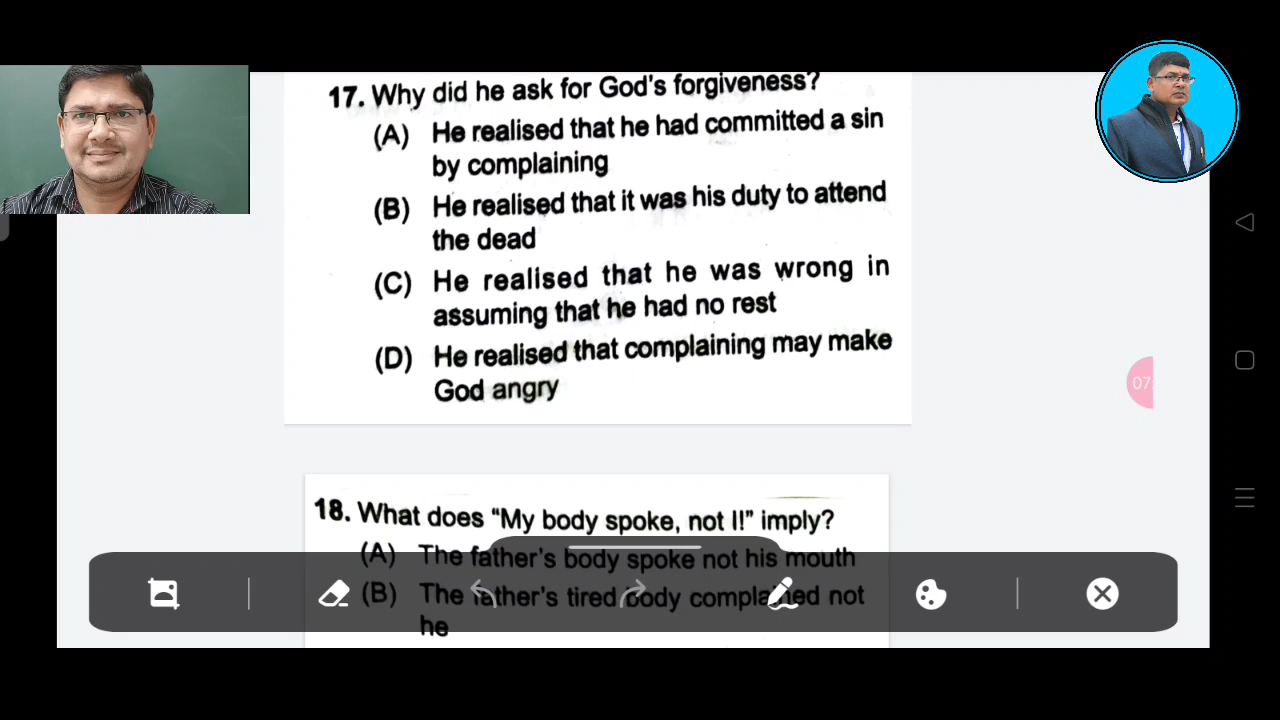 17. Why did he ask for God's forgiveness?
(A) He realised that he had committed a sin
by complaining
(B) He realised that it was his duty to attend
the dead
(C) He realised that he was wrong in
assuming that he had no rest
(D) He realised that complaining may make
God angry
07
18. What does "My body spoke, not I!" imply?
(A) The father's body spoke not his mouth
(B) The father's tired body complained not
he